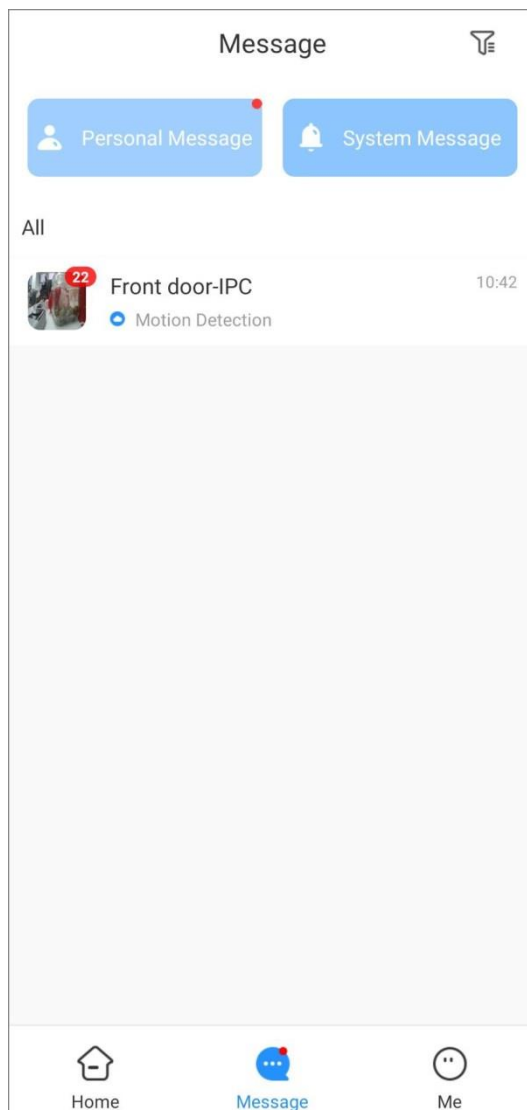 Message
Personal Message
System Message
All
22
Front door-IPC
10:42
Motion Detection
Home
Message
Me